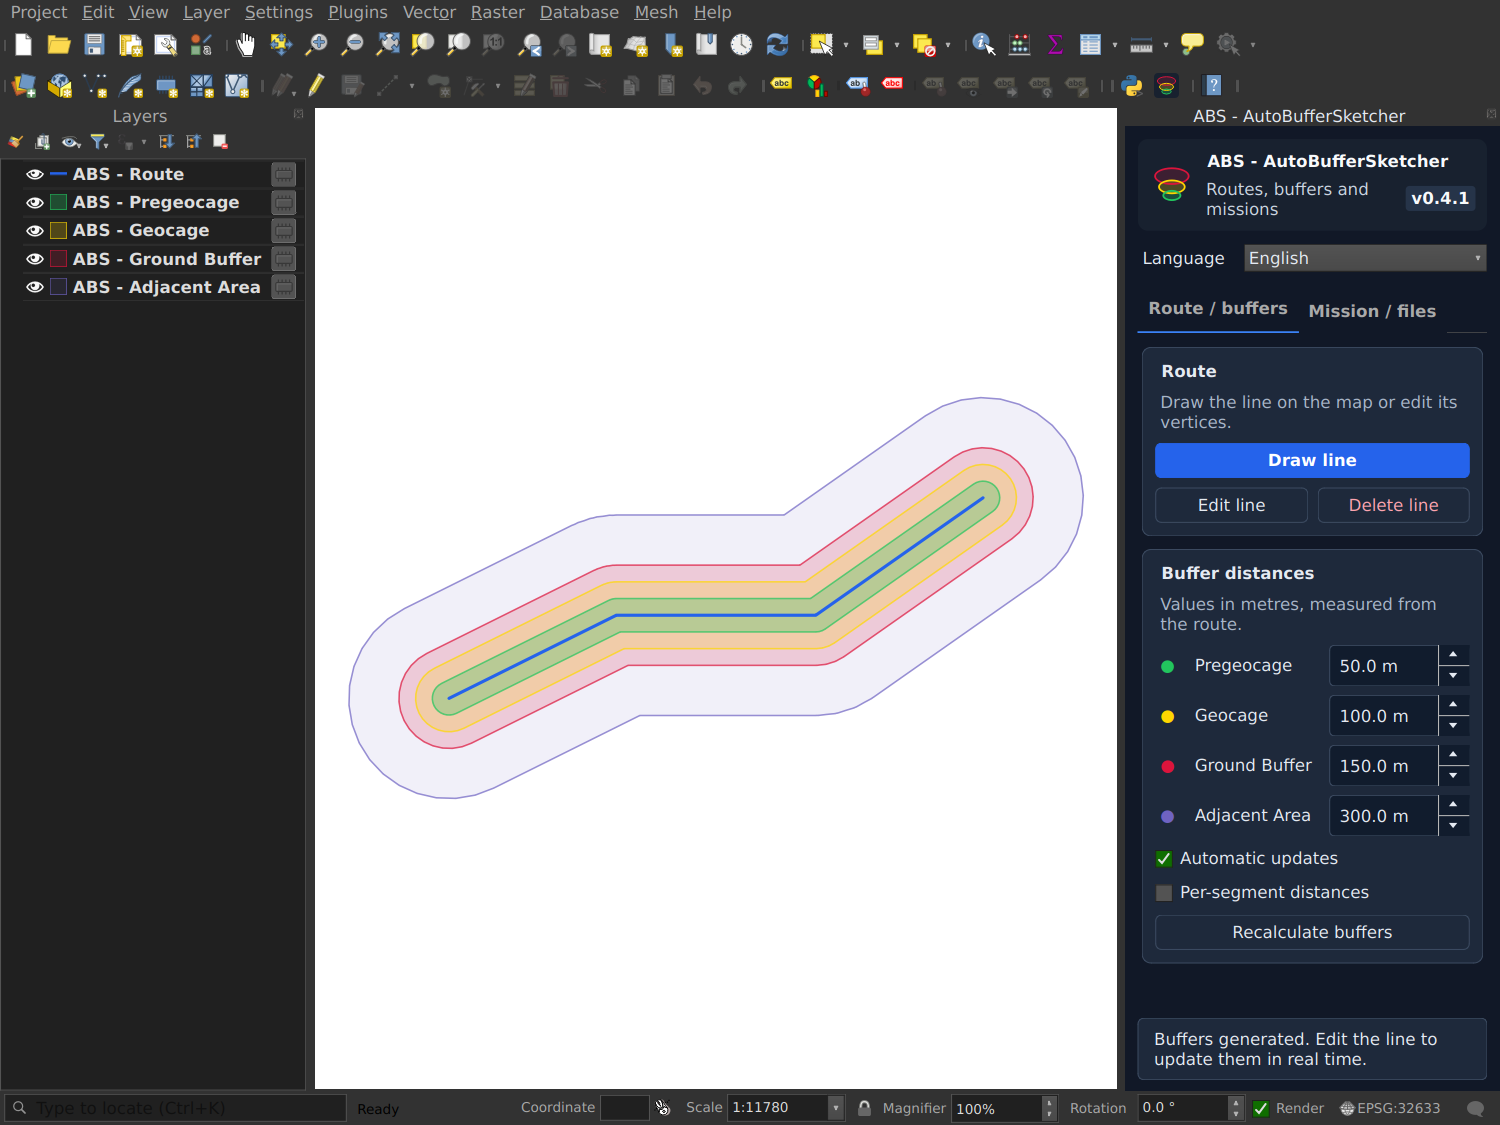 Project Edit View Layer Settings Plugins Vector Raster Database Mesh Help
Layers
ABS - Route
ABS - Pregeocage
ABS - Geocage
ABS - Ground Buffer
ABS - Adjacent Area
ABS - AutoBufferSketcher
ABS - AutoBufferSketcher
Routes, buffers and
missions
v0.4.1
Language English
Route / buffers Mission / files
Route
Draw the line on the map or edit its
vertices.
Draw line
Edit line Delete line
Buffer distances
Values in metres, measured from
the route.
Pregeocage 50.0 m
Geocage 100.0 m
Ground Buffer 150.0 m
Adjacent Area 300.0 m
Automatic updates
Per-segment distances
Recalculate buffers
Buffers generated. Edit the line to
update them in real time.
Type to locate (Ctrl+K) Ready Coordinate Scale 1:11780 Magnifier 100% Rotation 0.0 ° Render EPSG:32633